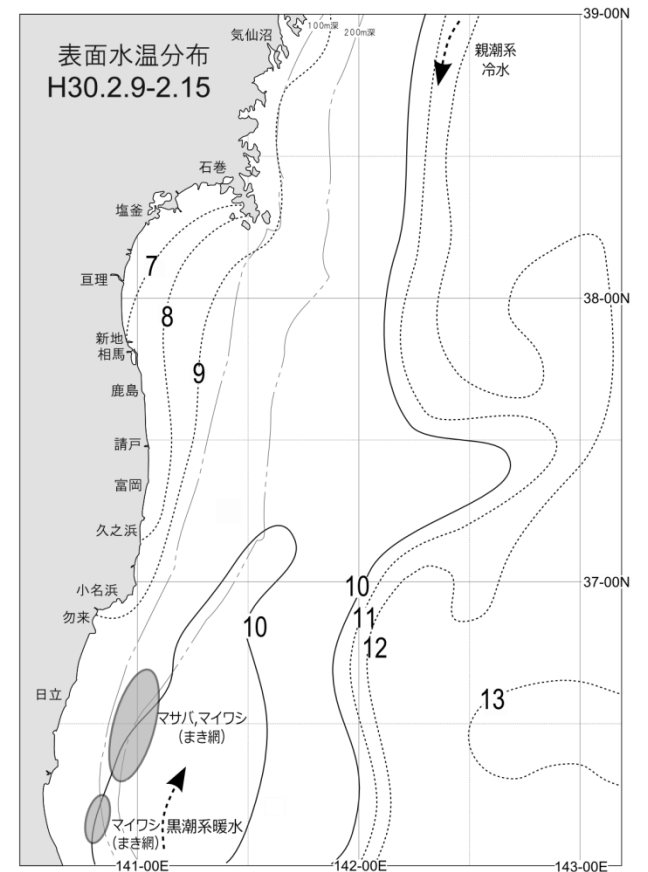 39-00N
気仙沼
100m深
200m深
表面水温分布
H30.2.9-2.15
親潮系
冷水
石巻
塩釜
7
亘理
38-00N
8
新地
相馬
9
鹿島
請戸
富岡
久之浜
小名浜
10
37-00N
勿来
10
11
12
日立
13
マサバ,マイワシ
(まき網)
マイワシ
(まき網)
黒潮系暖水
141-00E
142-00E
143-00E